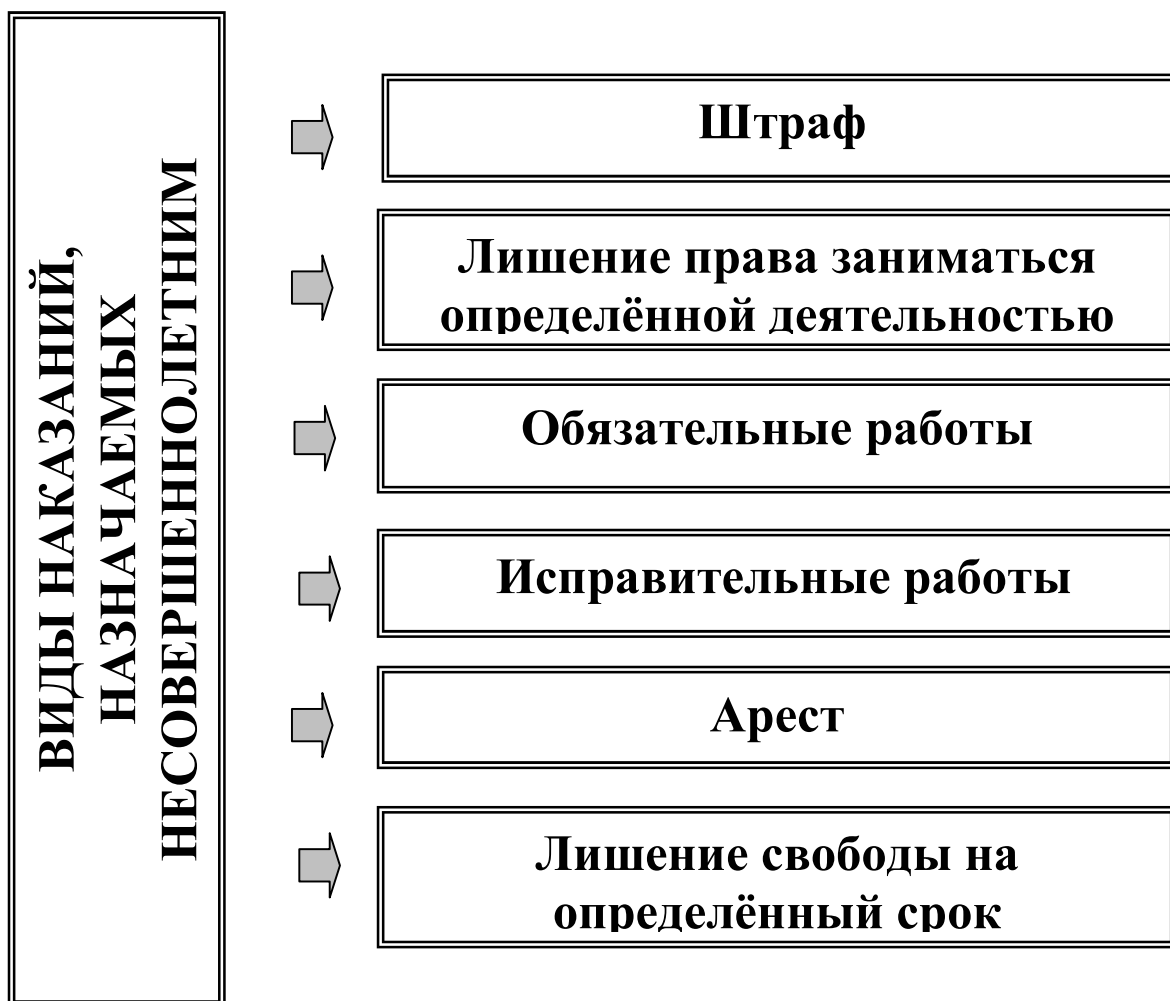 ВИДЫ НАКАЗАНИЙ,
НАЗНАЧАЕМЫХ
НЕСОВЕРШЕННОЛЕТНИМ
Штраф
Лишение права заниматься
определённой деятельностью
Обязательные работы
Исправительные работы
Арест
Лишение свободы на
определённый срок